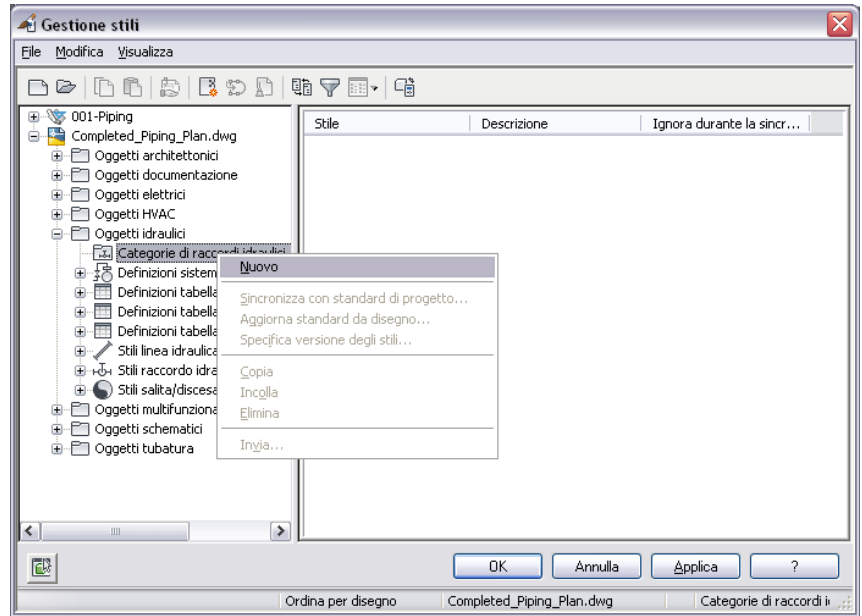 Gestione stili
File Modifica Visualizza
001-Piping
Completed_Piping_Plan.dwg
Oggetti architettonici
Oggetti documentazione
Oggetti elettrici
Oggetti HVAC
Oggetti idraulici
Categorie di raccordi idraulici
Definizioni sistem
Definizioni tabella
Definizioni tabella
Definizioni tabella
Stili linea idraulica
Stili raccordo idra
Stili salita/discesa
Oggetti multifunziona
Oggetti schematici
Oggetti tubatura
Stile Descrizione Ignora durante la sincr...
Nuovo
Sincronizza con standard di progetto...
Aggiorna standard da disegno...
Specifica versione degli stili...
Copia
Incolla
Elimina
Invia...
OK Annulla Applica ?
Ordina per disegno Completed_Piping_Plan.dwg Categorie di raccordi i